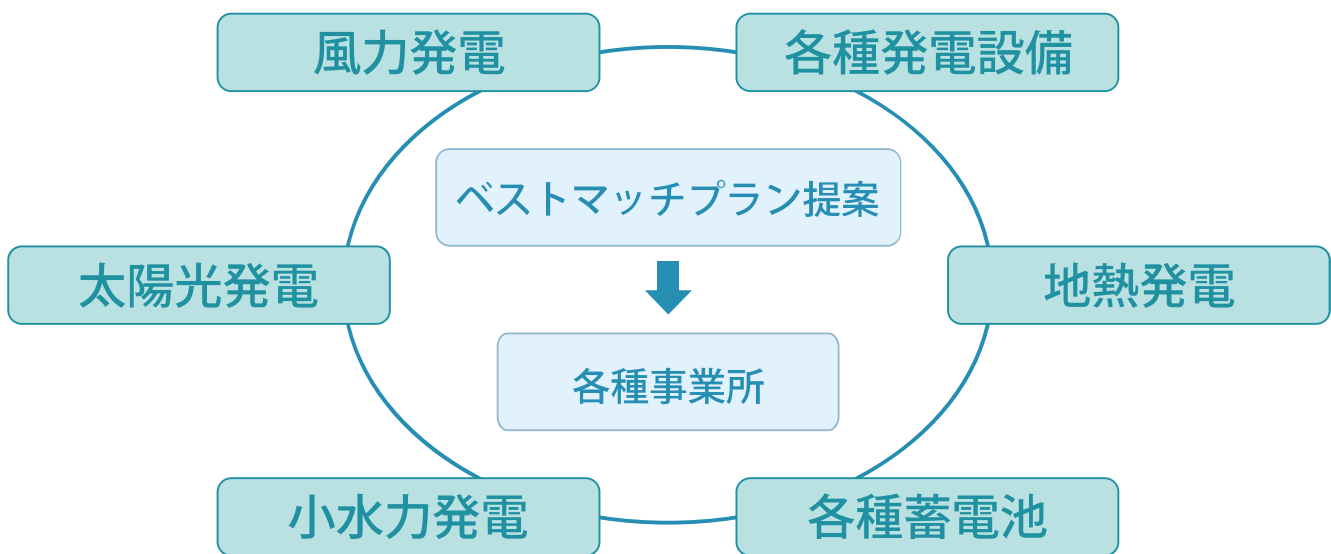 風力発電
各種発電設備
ベストマッチプラン提案
太陽光発電
地熱発電
各種事業所
小水力発電
各種蓄電池